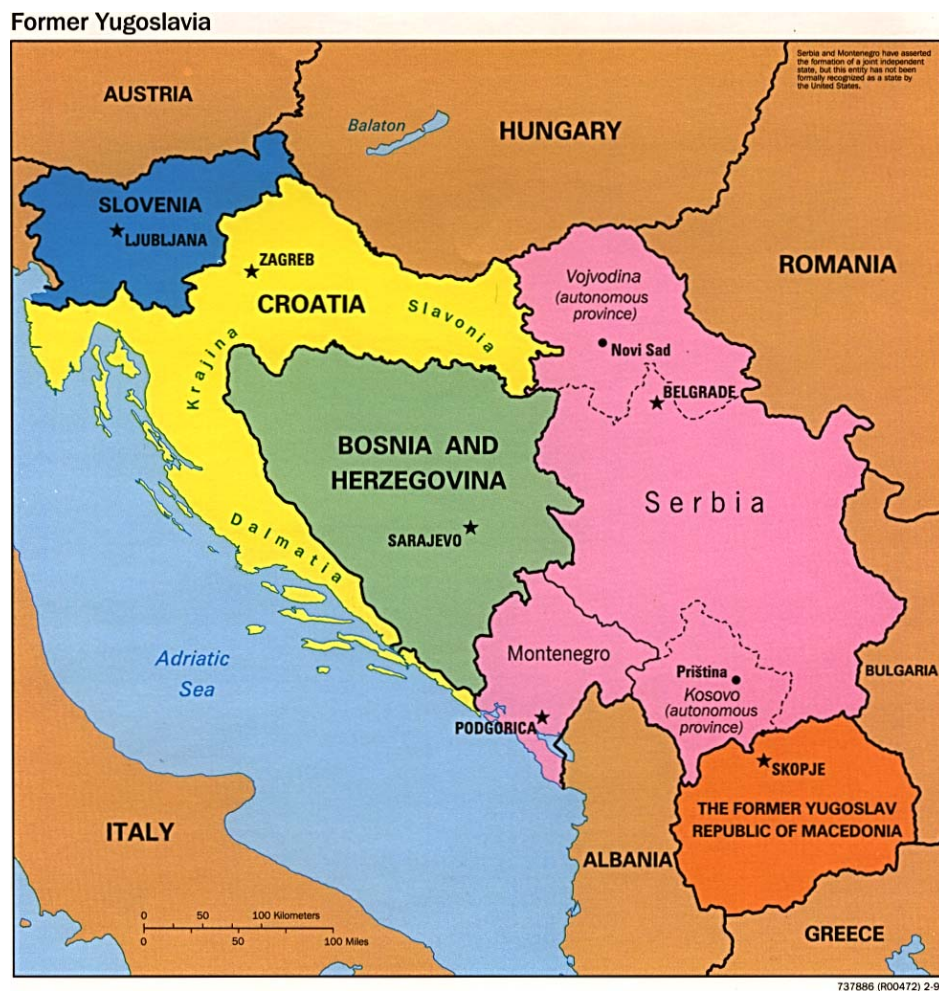 Former Yugoslavia
Serbia and Montenegro have asserted
the formation of a joint independent
state, but this entity has not been
formally recognized as a state by
the United States.
AUSTRIA
Balaton
HUNGARY
SLOVENIA
LJUBLJANA
ZAGREB
CROATIA
Slavonia
Krajina
Vojvodina
(autonomous
province)
ROMANIA
Novi Sad
BELGRADE
BOSNIA AND
HERZEGOVINA
Serbia
SARAJEVO
Dalmatia
Adriatic
Sea
Montenegro
Priština
Kosovo
(autonomous
province)
BULGARIA
PODGORICA
SKOPJE
THE FORMER YUGOSLAV
REPUBLIC OF MACEDONIA
ITALY
ALBANIA
GREECE
0 50 100 Kilometers
0 50 100 Miles
737886 (R00472) 2-9